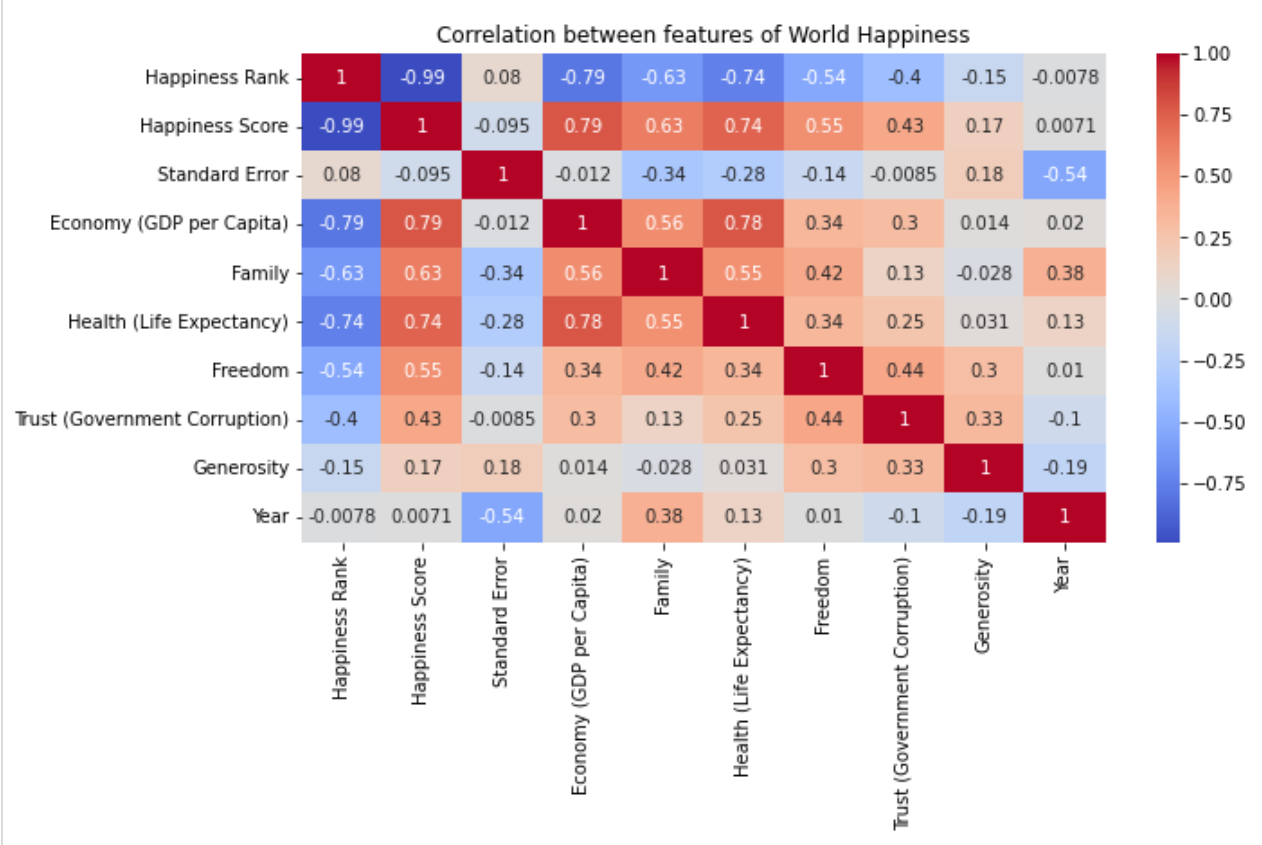 Correlation between features of World Happiness
Happiness Rank 1 -0.99 0.08 -0.79 -0.63 -0.74 -0.54 -0.4 -0.15 -0.0078
Happiness Score -0.99 1 -0.095 0.79 0.63 0.74 0.55 0.43 0.17 0.0071
Standard Error 0.08 -0.095 1 -0.012 -0.34 -0.28 -0.14 -0.0085 0.18 -0.54
Economy (GDP per Capita) -0.79 0.79 -0.012 1 0.56 0.78 0.34 0.3 0.014 0.02
Family -0.63 0.63 -0.34 0.56 1 0.55 0.42 0.13 -0.028 0.38
Health (Life Expectancy) -0.74 0.74 -0.28 0.78 0.55 1 0.34 0.25 0.031 0.13
Freedom -0.54 0.55 -0.14 0.34 0.42 0.34 1 0.44 0.3 0.01
Trust (Government Corruption) -0.4 0.43 -0.0085 0.3 0.13 0.25 0.44 1 0.33 -0.1
Generosity -0.15 0.17 0.18 0.014 -0.028 0.031 0.3 0.33 1 -0.19
Year -0.0078 0.0071 -0.54 0.02 0.38 0.13 0.01 -0.1 -0.19 1
Happiness Rank
Happiness Score
Standard Error
Economy (GDP per Capita)
Family
Health (Life Expectancy)
Freedom
Trust (Government Corruption)
Generosity
Year
1.00
0.75
0.50
0.25
0.00
−0.25
−0.50
−0.75